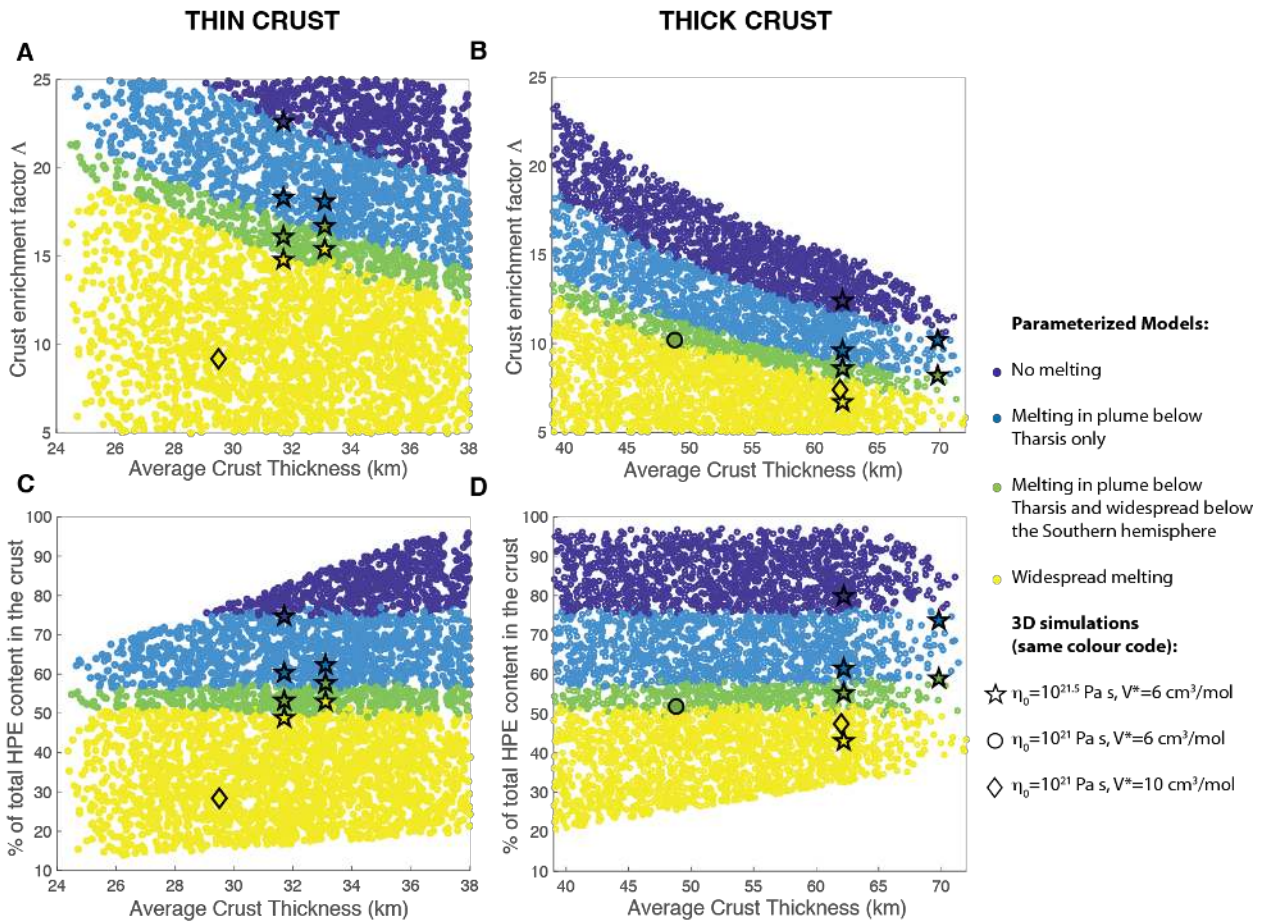 THIN CRUST
THICK CRUST
A
B
25
20
15
10
5
Crust enrichment factor Λ
24
26
28
30
32
34
36
38
Average Crust Thickness (km)
25
20
15
10
5
Crust enrichment factor Λ
40
45
50
55
60
65
70
Average Crust Thickness (km)
C
D
100
90
80
70
60
50
40
30
20
10
% of total HPE content in the crust
24
26
28
30
32
34
36
38
Average Crust Thickness (km)
100
90
80
70
60
50
40
30
20
10
% of total HPE content in the crust
40
45
50
55
60
65
70
Average Crust Thickness (km)
Parameterized Models:
No melting
Melting in plume below
Tharsis only
Melting in plume below
Tharsis and widespread below
the Southern hemisphere
Widespread melting
3D simulations
(same colour code):
η₀=10²¹·⁵ Pa s, V*=6 cm³/mol
η₀=10²¹ Pa s, V*=6 cm³/mol
η₀=10²¹ Pa s, V*=10 cm³/mol